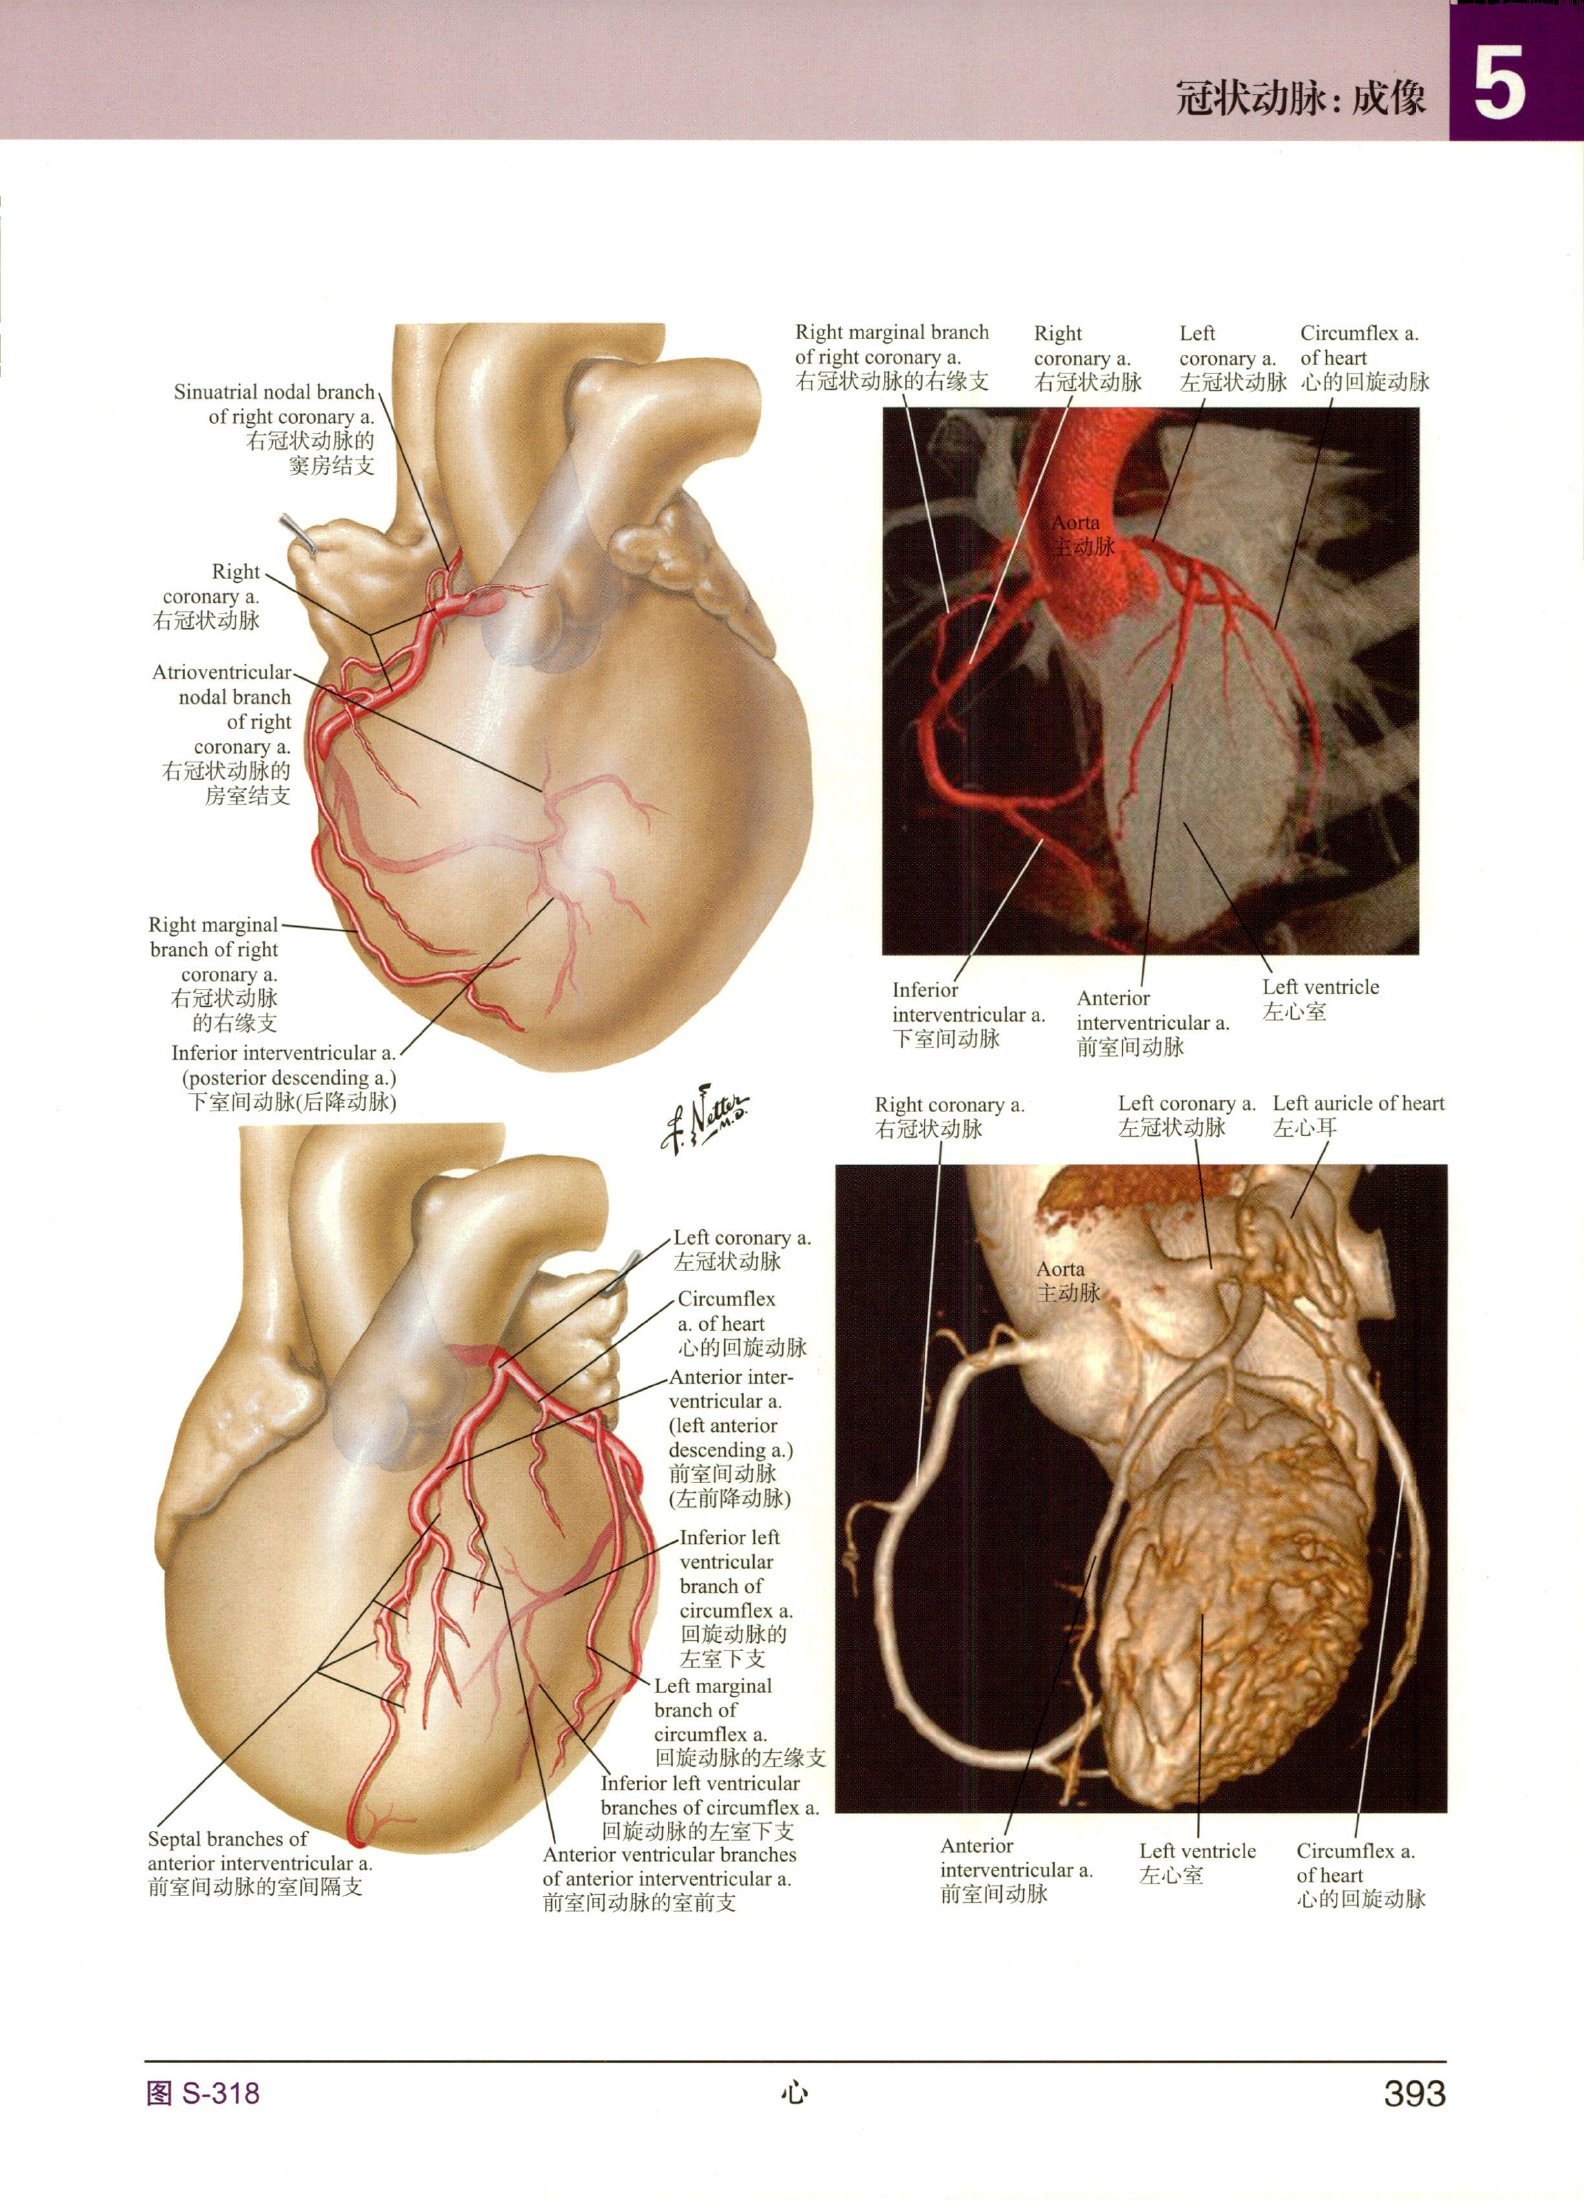 冠状动脉: 成像
5
Sinuatrial nodal branch
of right coronary a.
右冠状动脉的
窦房结支
Right
coronary a.
右冠状动脉
Atrioventricular
nodal branch
of right
coronary a.
右冠状动脉的
房室结支
Right marginal
branch of right
coronary a.
右冠状动脉
的右缘支
Inferior interventricular a.
(posterior descending a.)
下室间动脉(后降动脉)
Right marginal branch
of right coronary a.
右冠状动脉的右缘支
Right
coronary a.
右冠状动脉
Left
coronary a.
左冠状动脉
Circumflex a.
of heart
心的回旋动脉
Aorta
主动脉
Inferior
interventricular a.
下室间动脉
Anterior
interventricular a.
前室间动脉
Left ventricle
左心室
F. Netter
M.D.
Left coronary a.
左冠状动脉
Circumflex
a. of heart
心的回旋动脉
Anterior inter-
ventricular a.
(left anterior
descending a.)
前室间动脉
(左前降动脉)
Inferior left
ventricular
branch of
circumflex a.
回旋动脉的
左室下支
Left marginal
branch of
circumflex a.
回旋动脉的左缘支
Inferior left ventricular
branches of circumflex a.
回旋动脉的左室下支
Anterior ventricular branches
of anterior interventricular a.
前室间动脉的室前支
Septal branches of
anterior interventricular a.
前室间动脉的室间隔支
Right coronary a.
右冠状动脉
Left coronary a.
左冠状动脉
Left auricle of heart
左心耳
Aorta
主动脉
Anterior
interventricular a.
前室间动脉
Left ventricle
左心室
Circumflex a.
of heart
心的回旋动脉
图 S-318
心
393